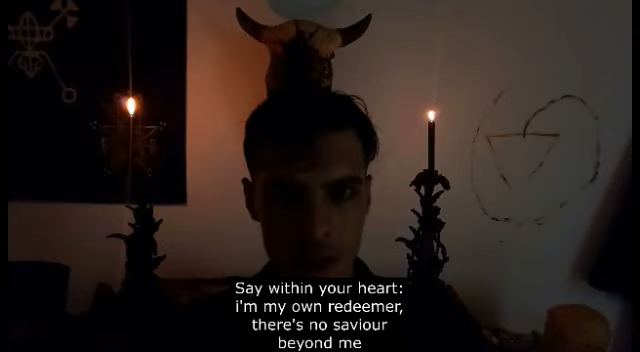 Say within your heart:
i'm my own redeemer,
there's no saviour
beyond me